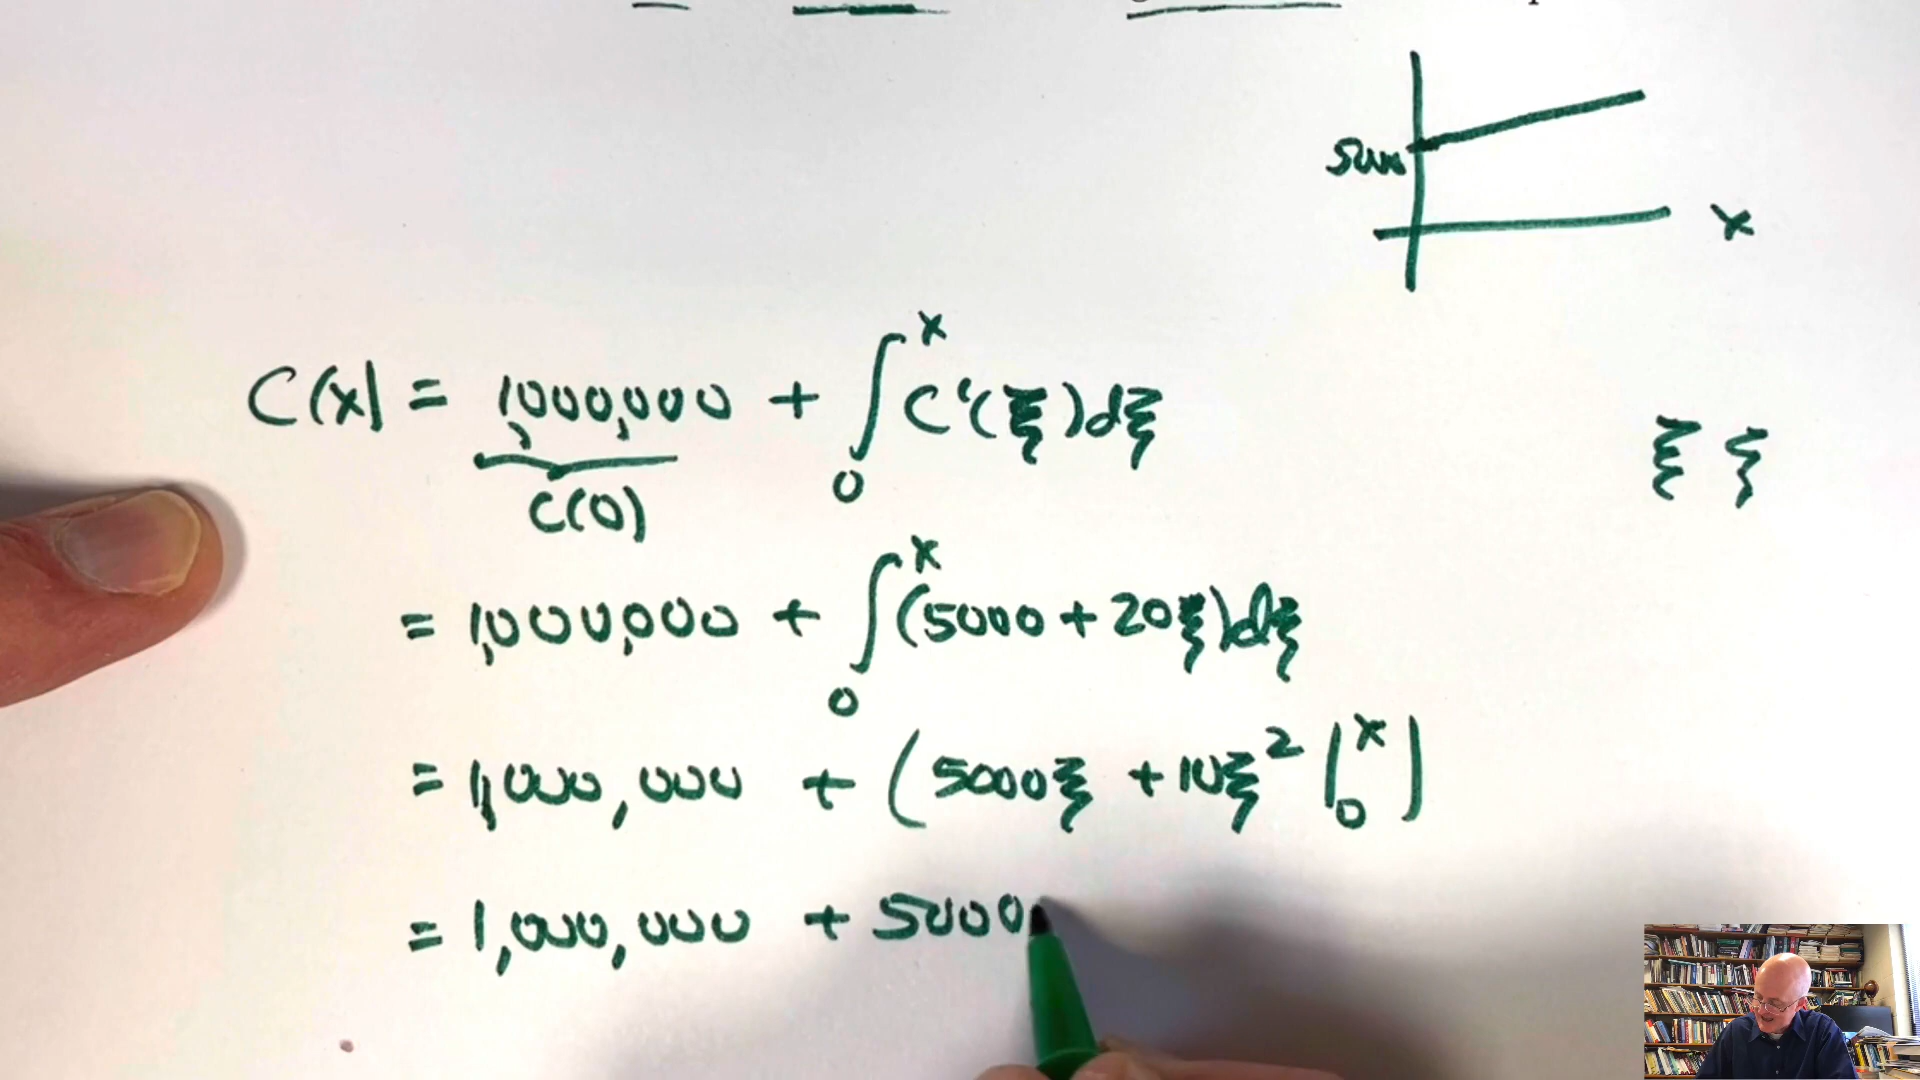 5000
x
C(x) = 1,000,000 + ∫₀ˣ C'(ξ)dξ
C(0)
ξ ξ
= 1,000,000 + ∫₀ˣ (5000 + 20ξ)dξ
= 1,000,000 + (5000ξ + 10ξ² |₀ˣ)
= 1,000,000 + 5000